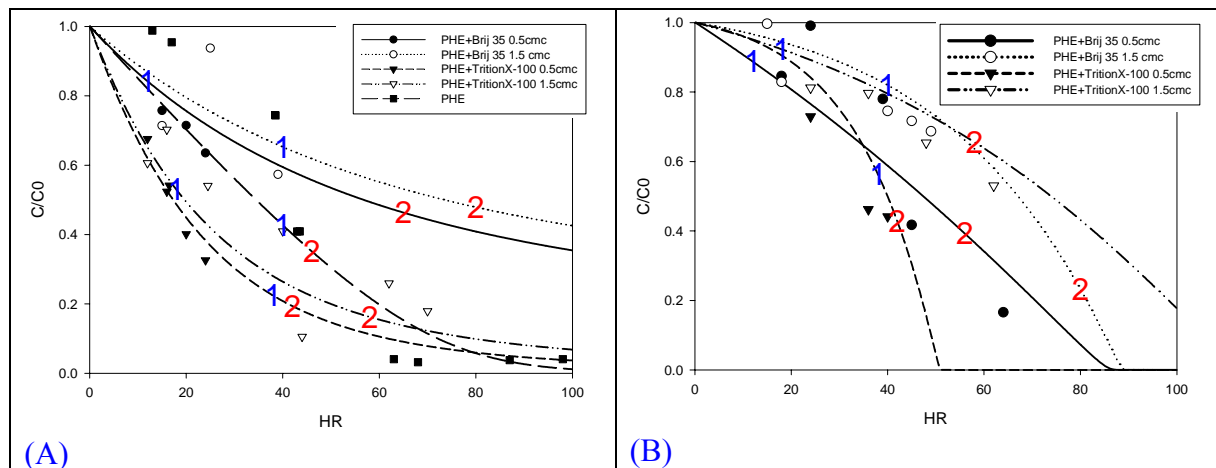 PHE+Brij 35 0.5cmc
PHE+Brij 35 1.5 cmc
PHE+TritionX-100 0.5cmc
PHE+TritionX-100 1.5cmc
PHE
C/C0
1.0
0.8
0.6
0.4
0.2
0.0
1
1
1
1
1
2
2
2
2
2
0 20 40 60 80 100
HR
(A)
PHE+Brij 35 0.5cmc
PHE+Brij 35 1.5 cmc
PHE+TritionX-100 0.5cmc
PHE+TritionX-100 1.5cmc
C/C0
1.0
0.8
0.6
0.4
0.2
0.0
1
1
1
1
2
2
2
2
0 20 40 60 80 100
HR
(B)